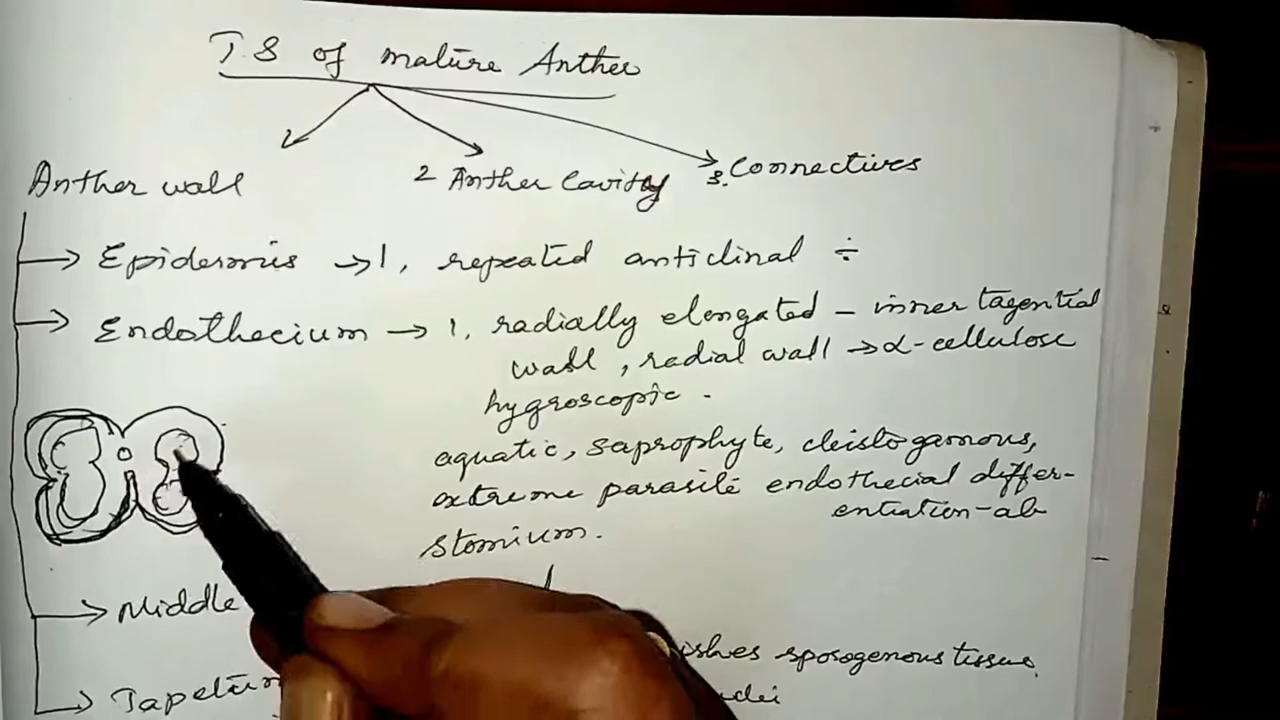 T.S of mature Anther
Anther wall
2 Anther Cavity
3. Connectives
Epidermis → 1, repeated anticlinal ÷
Endothecium → 1, radially elongated - inner tagential
wall, radial wall → α-cellulose
hygroscopic.
aquatic, saprophyte, cleistogamous,
extreme parasite endothecial differ-
entiation-ab
stomium.
Middle
ishes sporogenous tissue